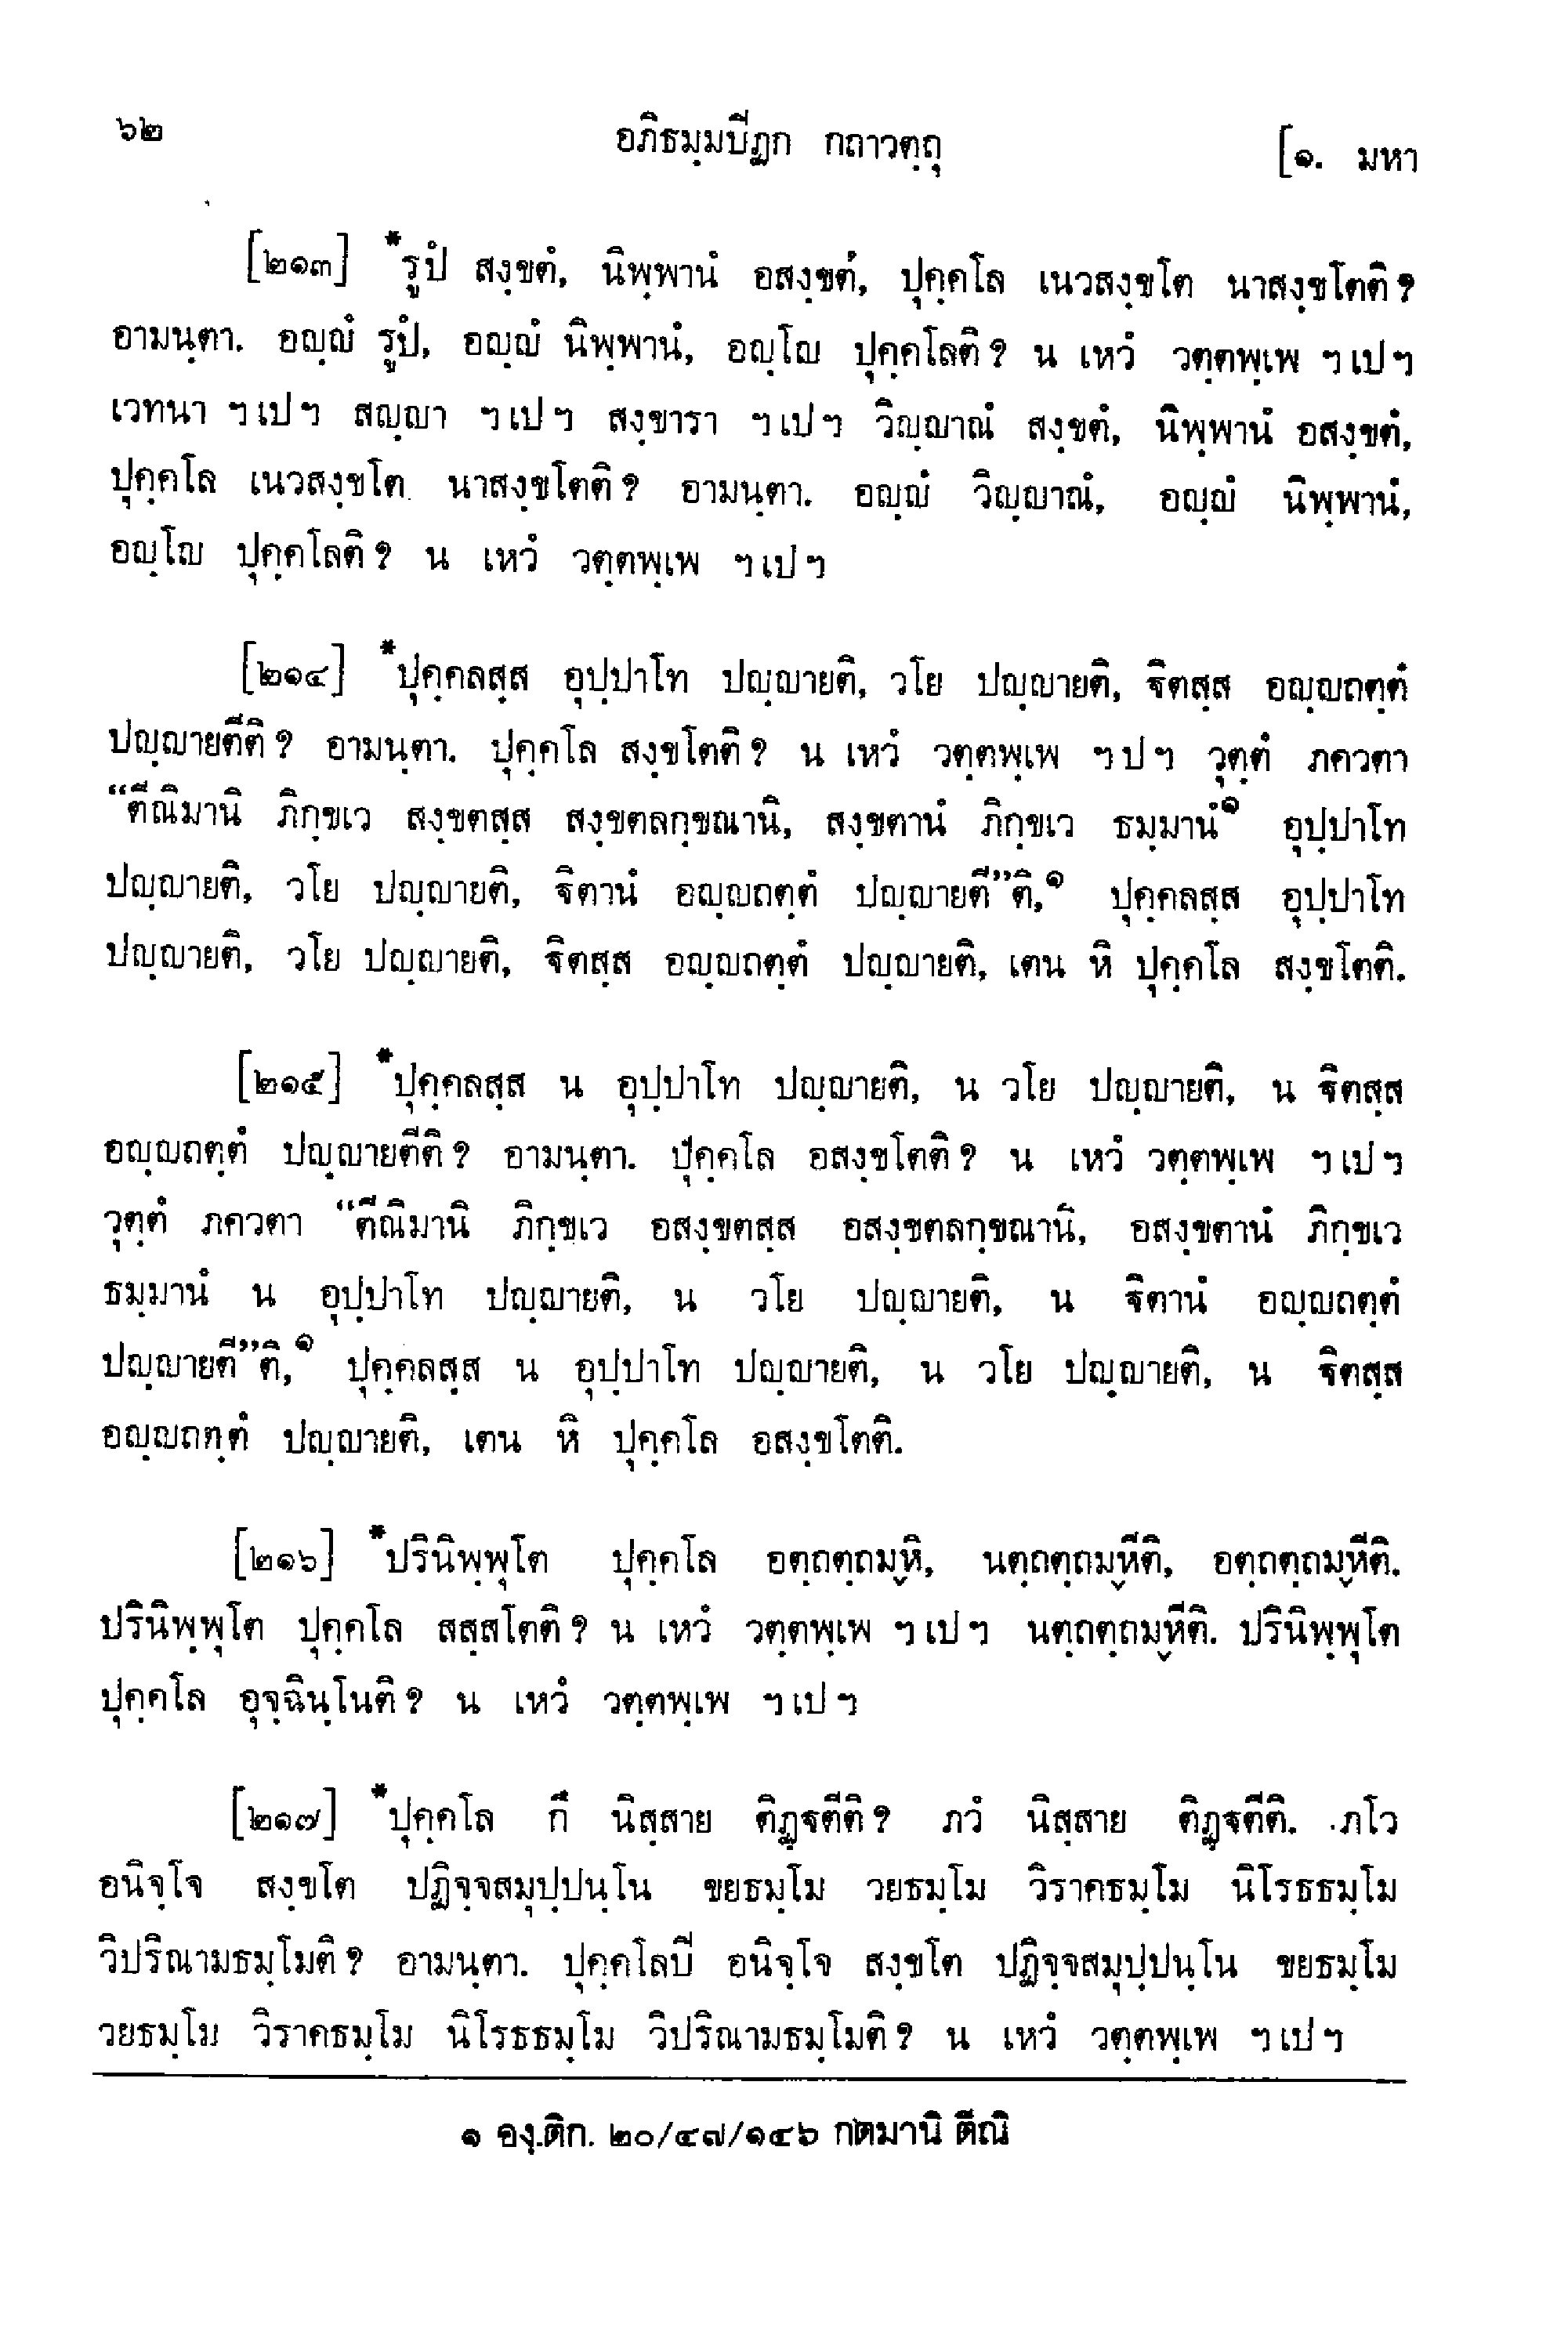 ๖๒ อภิธมฺมปีฏก กถาวตฺถุ [๑. มหา
[๒๑๓] *รูปํ สงฺขตํ, นิพฺพานํ อสงฺขตํ, ปุคฺคโล เนวสงฺขโต นาสงฺขโตติ ?
อามนฺตา. อญฺญํ รูปํ, อญฺญํ นิพฺพานํ, อญฺโญ ปุคฺคโลติ ? น เหวํ วตฺตพฺเพ ฯ เป ฯ
เวทนา ฯ เป ฯ สญฺญา ฯ เป ฯ สงฺขารา ฯ เป ฯ วิญฺญาณํ สงฺขตํ, นิพฺพานํ อสงฺขตํ,
ปุคฺคโล เนวสงฺขโต นาสงฺขโตติ ? อามนฺตา. อญฺญํ วิญฺญาณํ, อญฺญํ นิพฺพานํ,
อญฺโญ ปุคฺคโลติ ? น เหวํ วตฺตพฺเพ ฯ เป ฯ
[๒๑๔] *ปุคฺคลสฺส อุปฺปาโท ปญฺญายติ, วโย ปญฺญายติ, ฐิตสฺส อญฺญถตฺตํ
ปญฺญายตีติ ? อามนฺตา. ปุคฺคโล สงฺขโตติ ? น เหวํ วตฺตพฺเพ ฯ ป ฯ วุตฺตํ ภควตา
“ตีณิมานิ ภิกฺขเว สงฺขตสฺส สงฺขตลกฺขณานิ, สงฺขตานํ ภิกฺขเว ธมฺมานํ๑ อุปฺปาโท
ปญฺญายติ, วโย ปญฺญายติ, ฐิตานํ อญฺญถตฺตํ ปญฺญายตี”ติ,๑ ปุคฺคลสฺส อุปฺปาโท
ปญฺญายติ, วโย ปญฺญายติ, ฐิตสฺส อญฺญถตฺตํ ปญฺญายติ, เตน หิ ปุคฺคโล สงฺขโตติ.
[๒๑๕] *ปุคฺคลสฺส น อุปฺปาโท ปญฺญายติ, น วโย ปญฺญายติ, น ฐิตสฺส
อญฺญถตฺตํ ปญฺญายตีติ ? อามนฺตา. ปุคฺคโล อสงฺขโตติ ? น เหวํ วตฺตพฺเพ ฯ เป ฯ
วุตฺตํ ภควตา “ตีณิมานิ ภิกฺขเว อสงฺขตสฺส อสงฺขตลกฺขณานิ, อสงฺขตานํ ภิกฺขเว
ธมฺมานํ น อุปฺปาโท ปญฺญายติ, น วโย ปญฺญายติ, น ฐิตานํ อญฺญถตฺตํ
ปญฺญายตี”ติ,๑ ปุคฺคลสฺส น อุปฺปาโท ปญฺญายติ, น วโย ปญฺญายติ, น ฐิตสฺส
อญฺญถตฺตํ ปญฺญายติ, เตน หิ ปุคฺคโล อสงฺขโตติ.
[๒๑๖] *ปรินิพฺพุโต ปุคฺคโล อตฺถตฺถมฺหิ, นตฺถตฺถมฺหีติ, อตฺถตฺถมฺหีติ.
ปรินิพฺพุโต ปุคฺคโล สสฺสโตติ ? น เหวํ วตฺตพฺเพ ฯ เป ฯ นตฺถตฺถมฺหีติ. ปรินิพฺพุโต
ปุคฺคโล อุจฺฉินฺโนติ ? น เหวํ วตฺตพฺเพ ฯ เป ฯ
[๒๑๗] *ปุคฺคโล กึ นิสฺสาย ติฏฺฐตีติ ? ภวํ นิสฺสาย ติฏฺฐตีติ. ภโว
อนิจฺโจ สงฺขโต ปฏิจฺจสมุปฺปนฺโน ขยธมฺโม วยธมฺโม วิราคธมฺโม นิโรธธมฺโม
วิปริณามธมฺโมติ ? อามนฺตา. ปุคฺคโลปิ อนิจฺโจ สงฺขโต ปฏิจฺจสมุปฺปนฺโน ขยธมฺโม
วยธมฺโม วิราคธมฺโม นิโรธธมฺโม วิปริณามธมฺโมติ ? น เหวํ วตฺตพฺเพ ฯ เป ฯ
๑ องฺ.ติก. ๒๐/๔๗/๑๔๖ กตมานิ ตีณิ